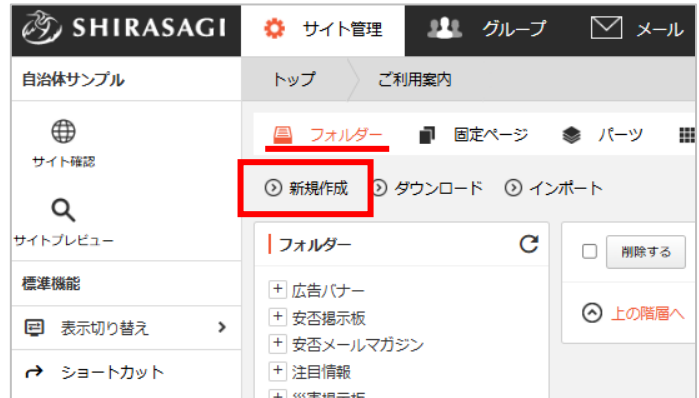 SHIRASAGI サイト管理 グループ メール
自治体サンプル
トップ ご利用案内
サイト確認
フォルダー 固定ページ パーツ
新規作成 ダウンロード インポート
サイトプレビュー
フォルダー
削除する
標準機能
広告バナー
上の階層へ
表示切り替え
安否掲示板
安否メールマガジン
ショートカット
注目情報